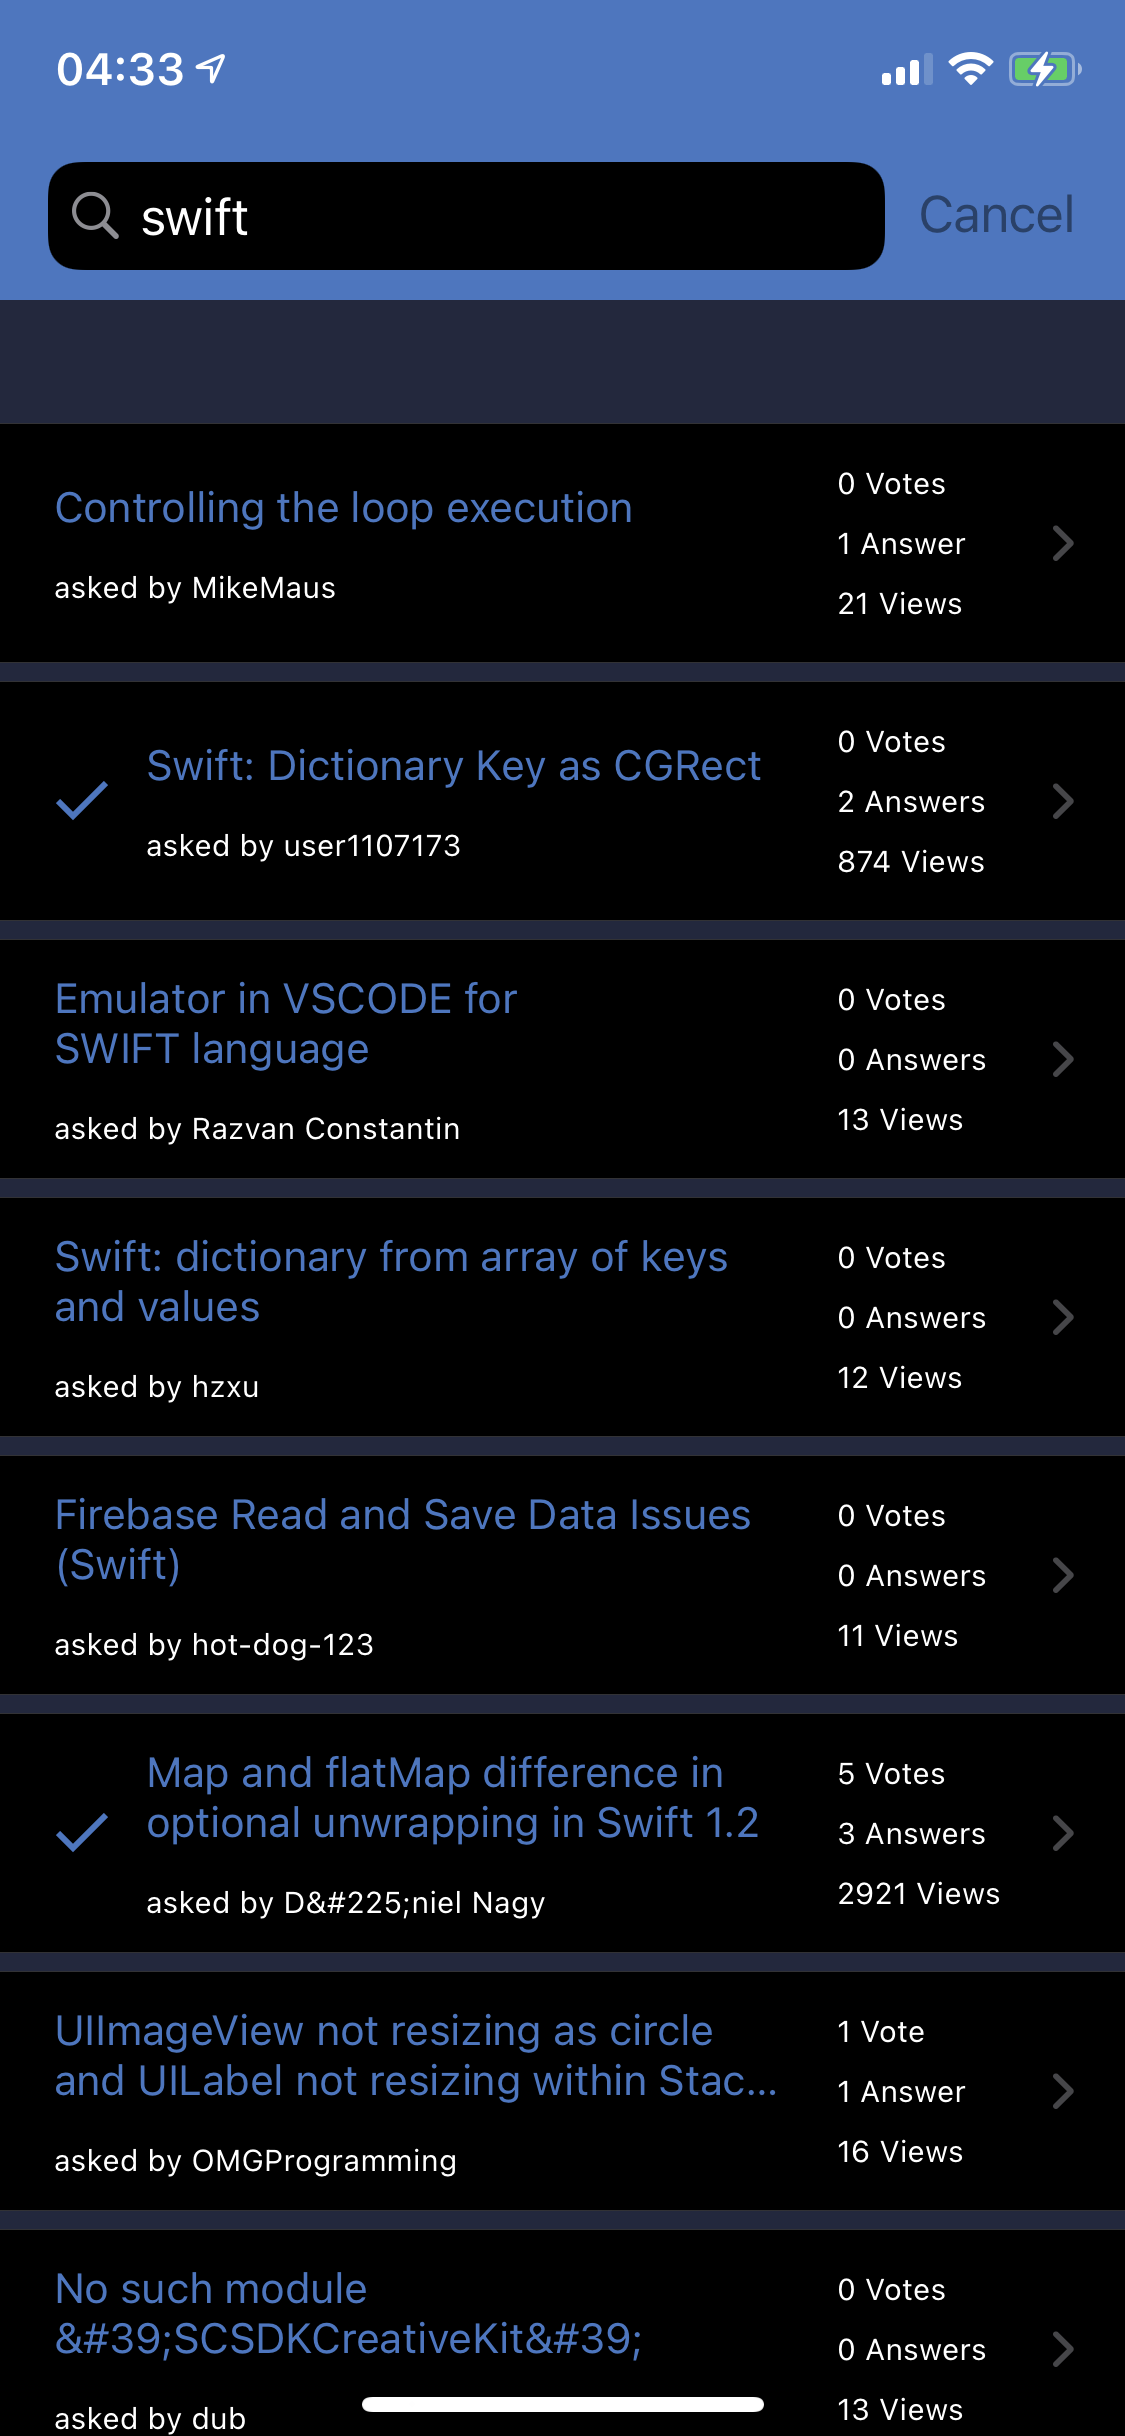 04:33
swift
Cancel
Controlling the loop execution
asked by MikeMaus
0 Votes
1 Answer
21 Views
Swift: Dictionary Key as CGRect
asked by user1107173
0 Votes
2 Answers
874 Views
Emulator in VSCODE for
SWIFT language
asked by Razvan Constantin
0 Votes
0 Answers
13 Views
Swift: dictionary from array of keys
and values
asked by hzxu
0 Votes
0 Answers
12 Views
Firebase Read and Save Data Issues
(Swift)
asked by hot-dog-123
0 Votes
0 Answers
11 Views
Map and flatMap difference in
optional unwrapping in Swift 1.2
asked by D&#225;niel Nagy
5 Votes
3 Answers
2921 Views
UIImageView not resizing as circle
and UILabel not resizing within Stac...
asked by OMGProgramming
1 Vote
1 Answer
16 Views
No such module
&#39;SCSDKCreativeKit&#39;
asked by dub
0 Votes
0 Answers
13 Views